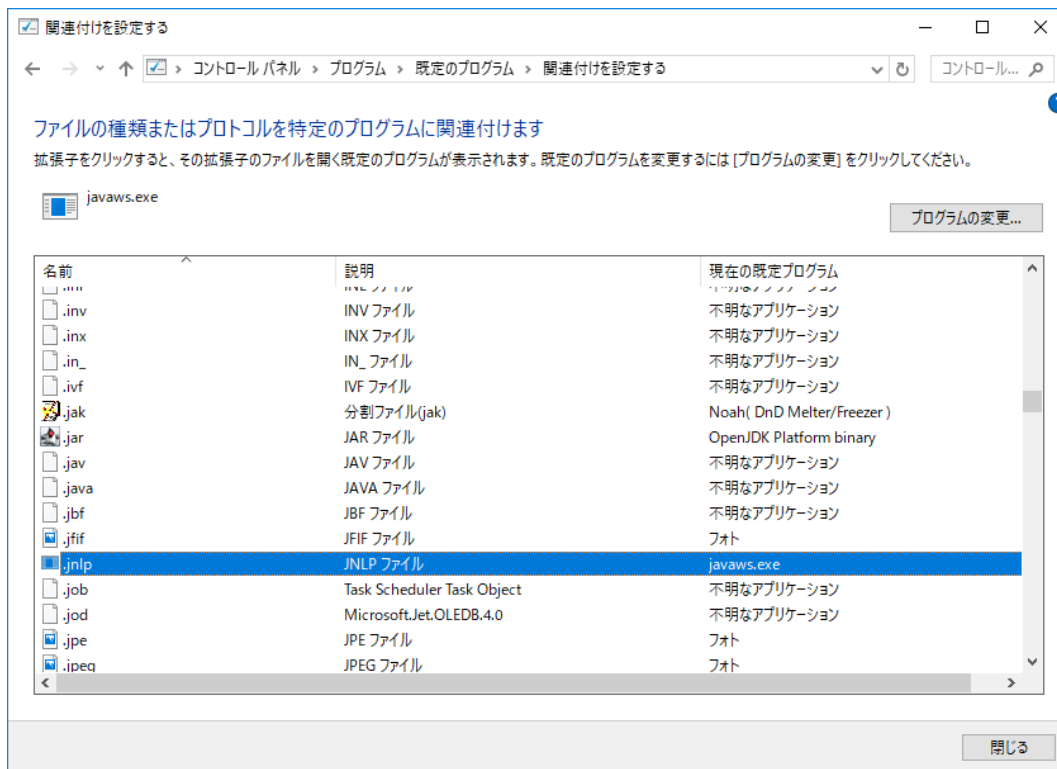 関連付けを設定する
コントロール パネル › プログラム › 既定のプログラム › 関連付けを設定する コントロール...
ファイルの種類またはプロトコルを特定のプログラムに関連付けます
拡張子をクリックすると、その拡張子のファイルを開く既定のプログラムが表示されます。既定のプログラムを変更するには [プログラムの変更] をクリックしてください。
javaws.exe
プログラムの変更...
名前 説明 現在の既定プログラム
.inv INV ファイル 不明なアプリケーション
.inx INX ファイル 不明なアプリケーション
.in_ IN_ ファイル 不明なアプリケーション
.ivf IVF ファイル 不明なアプリケーション
.jak 分割ファイル(jak) Noah( DnD Melter/Freezer )
.jar JAR ファイル OpenJDK Platform binary
.jav JAV ファイル 不明なアプリケーション
.java JAVA ファイル 不明なアプリケーション
.jbf JBF ファイル 不明なアプリケーション
.jfif JFIF ファイル フォト
.jnlp JNLP ファイル javaws.exe
.job Task Scheduler Task Object 不明なアプリケーション
.jod Microsoft.Jet.OLEDB.4.0 不明なアプリケーション
.jpe JPE ファイル フォト
.jpeg JPEG ファイル フォト
閉じる